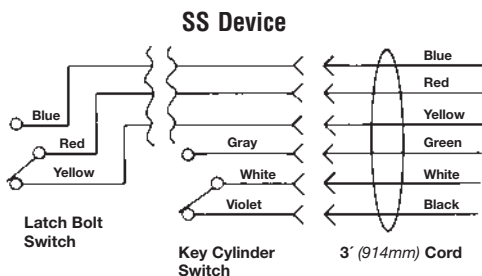 SS Device
Blue
Red
Yellow
Latch Bolt
Switch
Gray
White
Violet
Key Cylinder
Switch
Blue
Red
Yellow
Green
White
Black
3´ (914mm) Cord